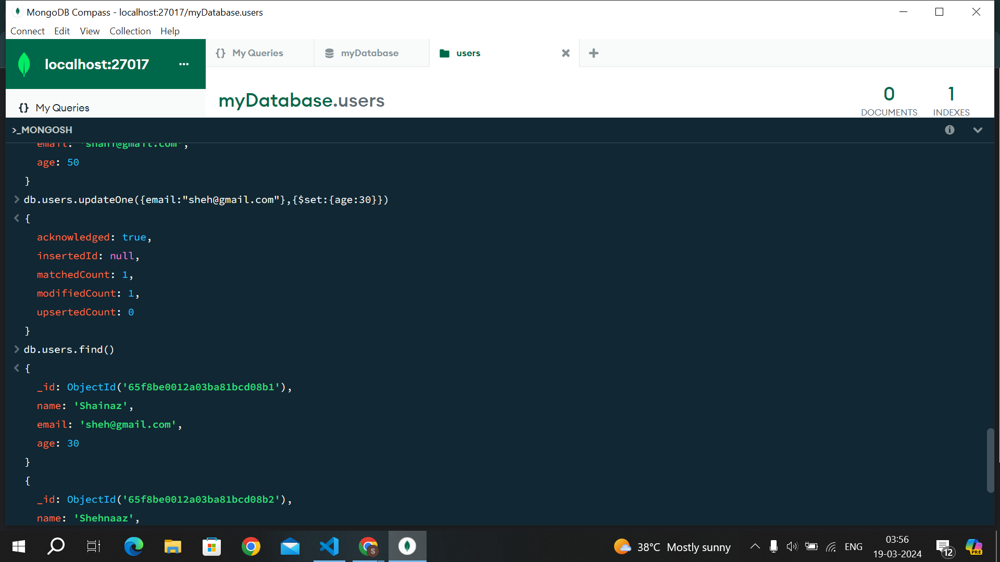 MongoDB Compass - localhost:27017/myDatabase.users
Connect Edit View Collection Help
localhost:27017 ...
{} My Queries
myDatabase
users
{} My Queries
myDatabase.users
0
DOCUMENTS
1
INDEXES
>_MONGOSH
email: 'shani@gmail.com',
age: 50
}
> db.users.updateOne({email:"sheh@gmail.com"},{$set:{age:30}})
< {
acknowledged: true,
insertedId: null,
matchedCount: 1,
modifiedCount: 1,
upsertedCount: 0
}
> db.users.find()
< {
_id: ObjectId('65f8be0012a03ba81bcd08b1'),
name: 'Shainaz',
email: 'sheh@gmail.com',
age: 30
}
{
_id: ObjectId('65f8be0012a03ba81bcd08b2'),
name: 'Shehnaaz',
S
38°C Mostly sunny
ENG
03:56
19-03-2024
12
PRE